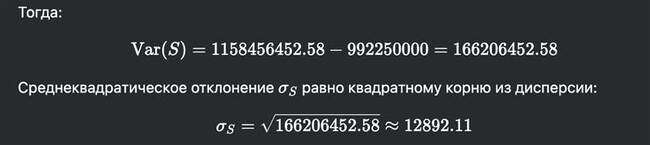 Тогда:
Var(S) = 1158456452.58 − 992250000 = 166206452.58
Среднеквадратическое отклонение σ_S равно квадратному корню из дисперсии:
σ_S = √166206452.58 ≈ 12892.11